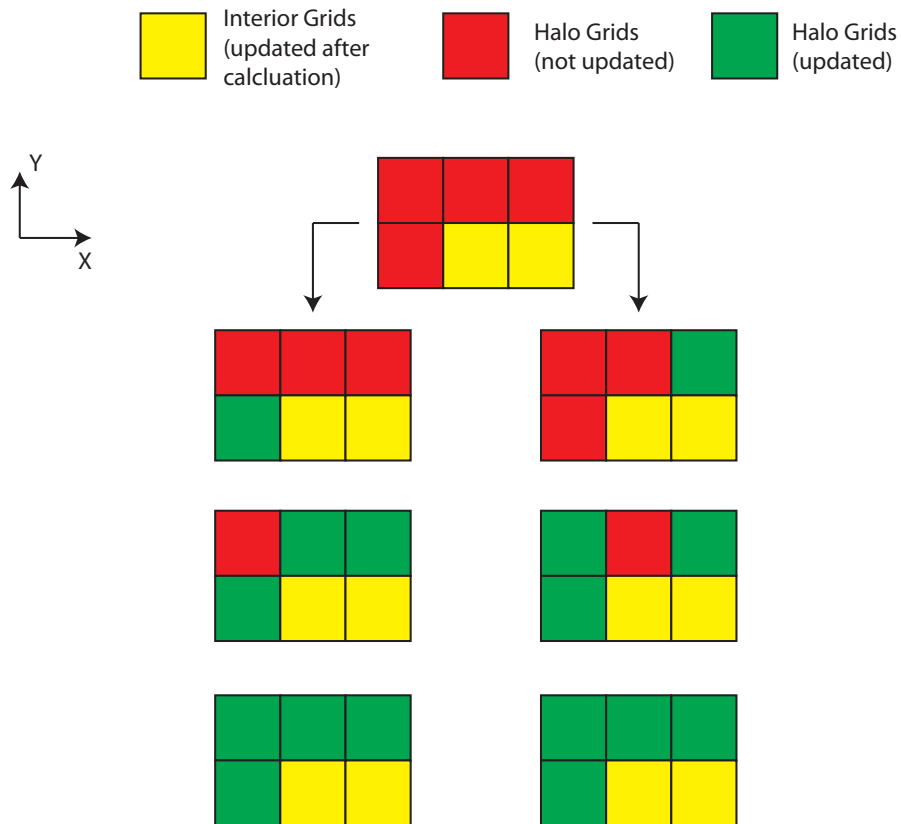 Interior Grids
(updated after
calcluation)
Halo Grids
(not updated)
Halo Grids
(updated)
Y
X